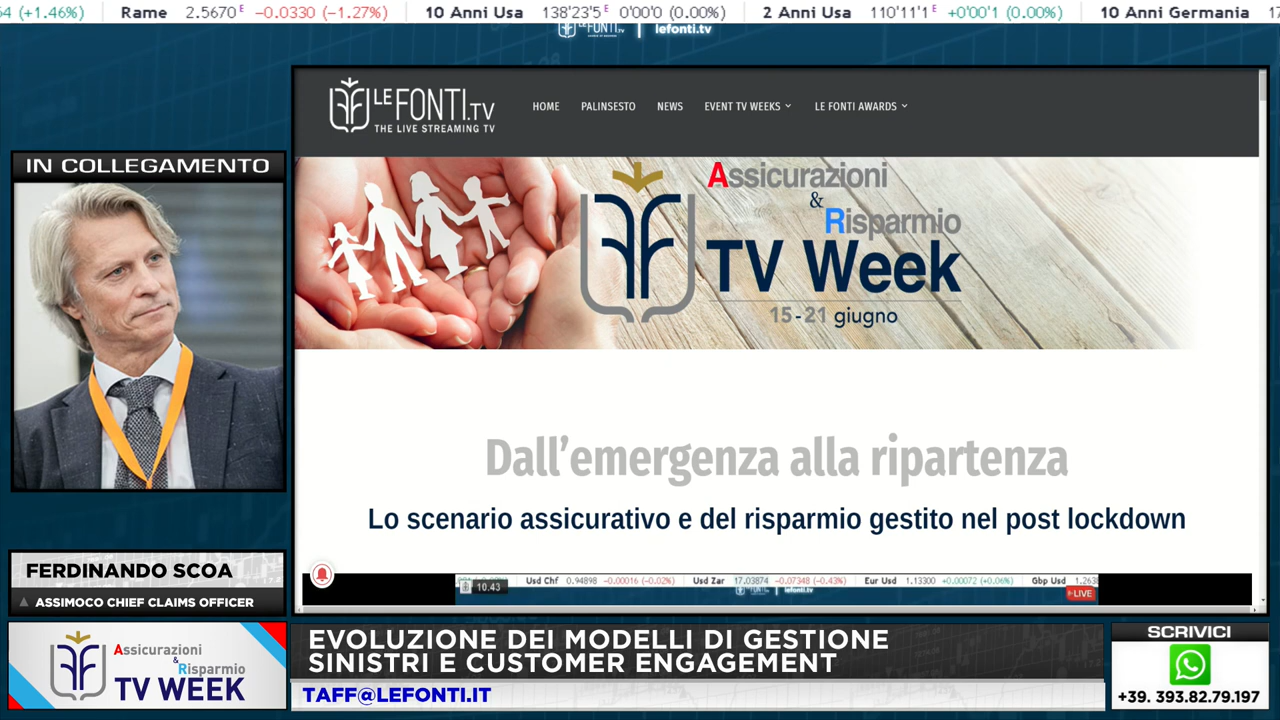 64 (+1.46%) Rame 2.5670 E −0.0330 (−1.27%) 10 Anni Usa 138'23'5 E 0'00'0 (0.00%) 2 Anni Usa 110'11'1 E +0'00'1 (0.00%) 10 Anni Germania
LE FONTI.TV lefonti.tv
LE FONTI.TV
THE LIVE STREAMING TV
HOME PALINSESTO NEWS EVENT TV WEEKS LE FONTI AWARDS
IN COLLEGAMENTO
Assicurazioni
&
Risparmio
TV Week
15-21 giugno
Dall'emergenza alla ripartenza
Lo scenario assicurativo e del risparmio gestito nel post lockdown
10.43 Usd Chf 0.94898 −0.00016 (−0.02%) Usd Zar 17.03874 −0.07348 (−0.43%) Eur Usd 1.13300 +0.00072 (+0.06%) Gbp Usd
lefonti.tv LIVE
FERDINANDO SCOA
ASSIMOCO CHIEF CLAIMS OFFICER
Assicurazioni
&
Risparmio
TV WEEK
EVOLUZIONE DEI MODELLI DI GESTIONE
SINISTRI E CUSTOMER ENGAGEMENT
TAFF@LEFONTI.IT
SCRIVICI
+39. 393.82.79.197